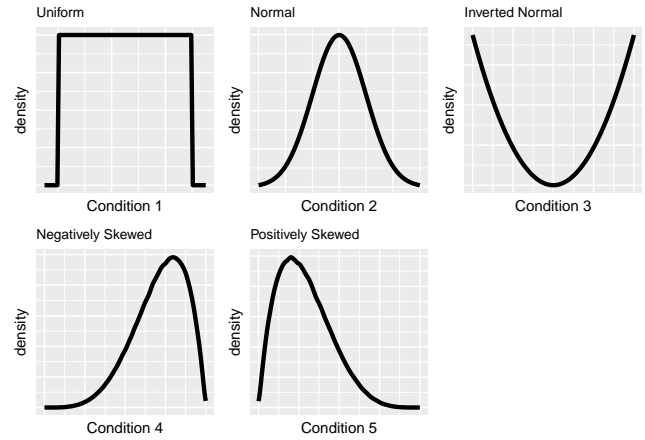 Uniform
density
Condition 1
Normal
density
Condition 2
Inverted Normal
density
Condition 3
Negatively Skewed
density
Condition 4
Positively Skewed
density
Condition 5